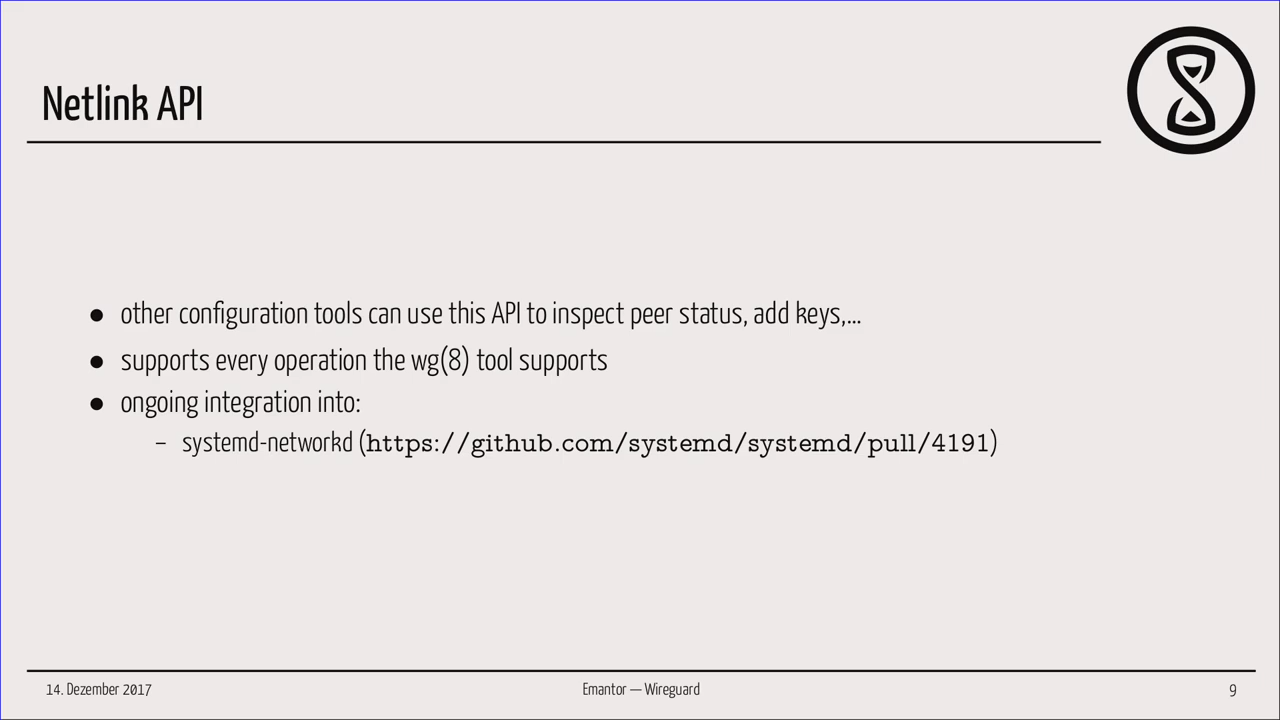 Netlink API
● other configuration tools can use this API to inspect peer status, add keys,...
● supports every operation the wg(8) tool supports
● ongoing integration into:
– systemd-networkd (https://github.com/systemd/systemd/pull/4191)
14. Dezember 2017
Emantor — Wireguard
9